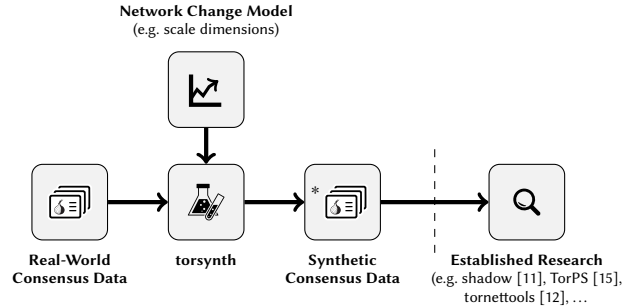 Network Change Model
(e.g. scale dimensions)
*
Real-World
Consensus Data
torsynth
Synthetic
Consensus Data
Established Research
(e.g. shadow [11], TorPS [15],
tornettools [12], …